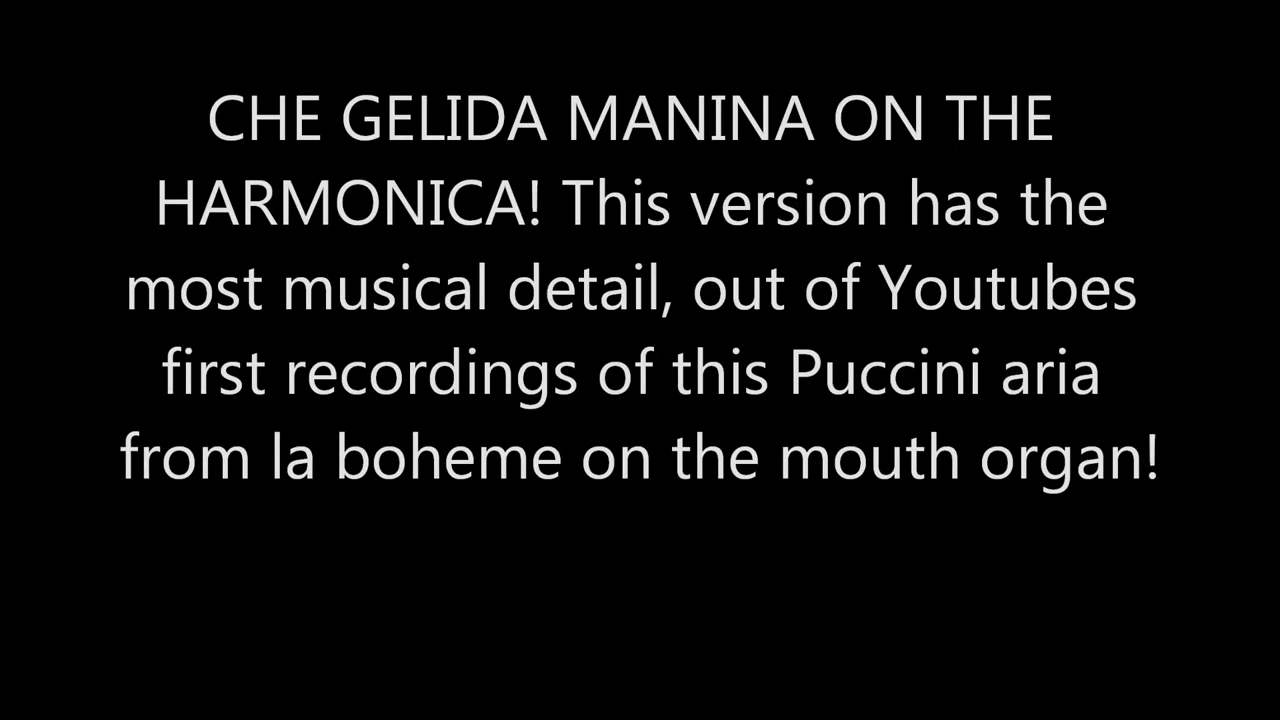 CHE GELIDA MANINA ON THE
HARMONICA! This version has the
most musical detail, out of Youtubes
first recordings of this Puccini aria
from la boheme on the mouth organ!